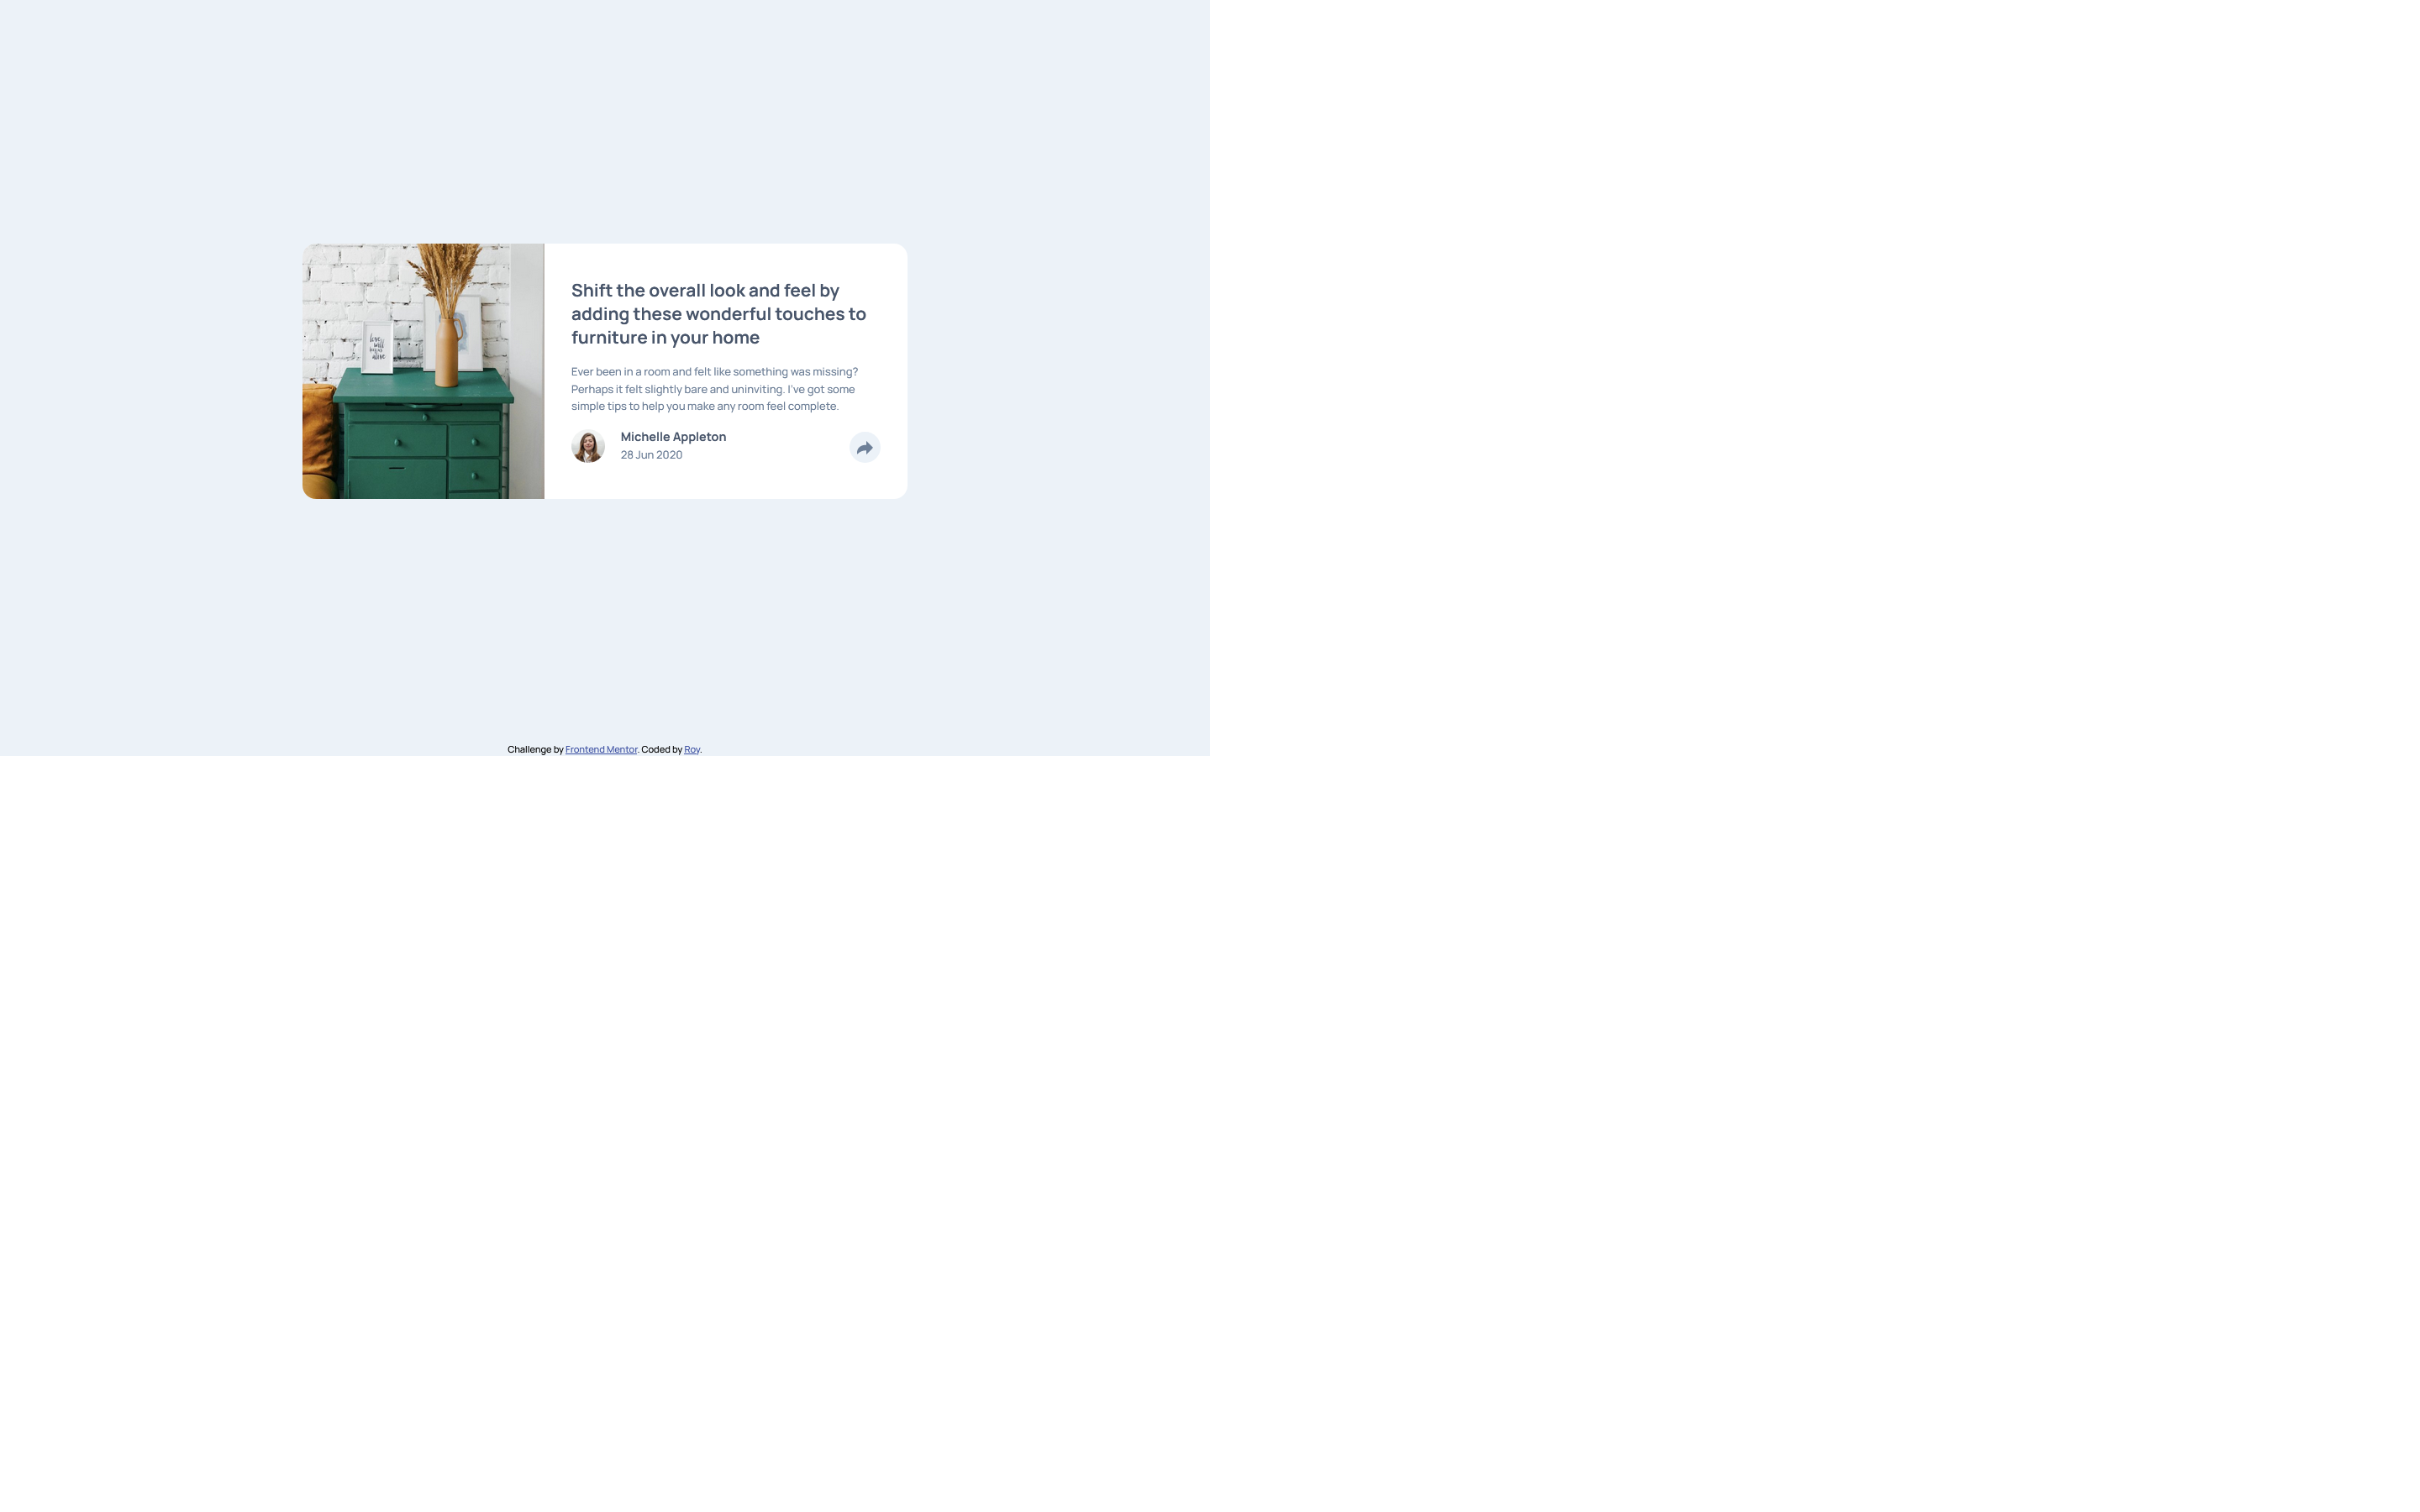 Shift the overall look and feel by
adding these wonderful touches to
furniture in your home
Ever been in a room and felt like something was missing?
Perhaps it felt slightly bare and uninviting. I've got some
simple tips to help you make any room feel complete.
Michelle Appleton
28 Jun 2020
Challenge by Frontend Mentor. Coded by Roy.